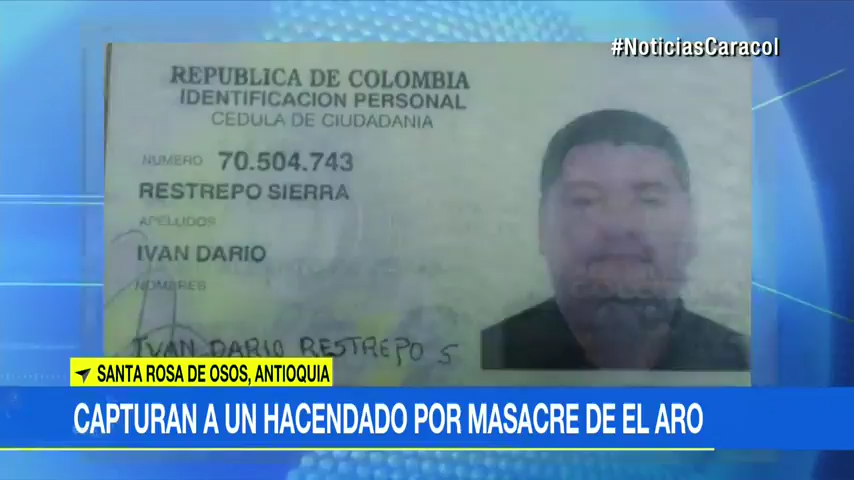 #NoticiasCaracol
REPUBLICA DE COLOMBIA
IDENTIFICACION PERSONAL
CEDULA DE CIUDADANIA
NUMERO 70.504.743
RESTREPO SIERRA
APELLIDOS
IVAN DARIO
NOMBRES
IVAN DARIO RESTREPO S
SANTA ROSA DE OSOS, ANTIOQUIA
CAPTURAN A UN HACENDADO POR MASACRE DE EL ARO